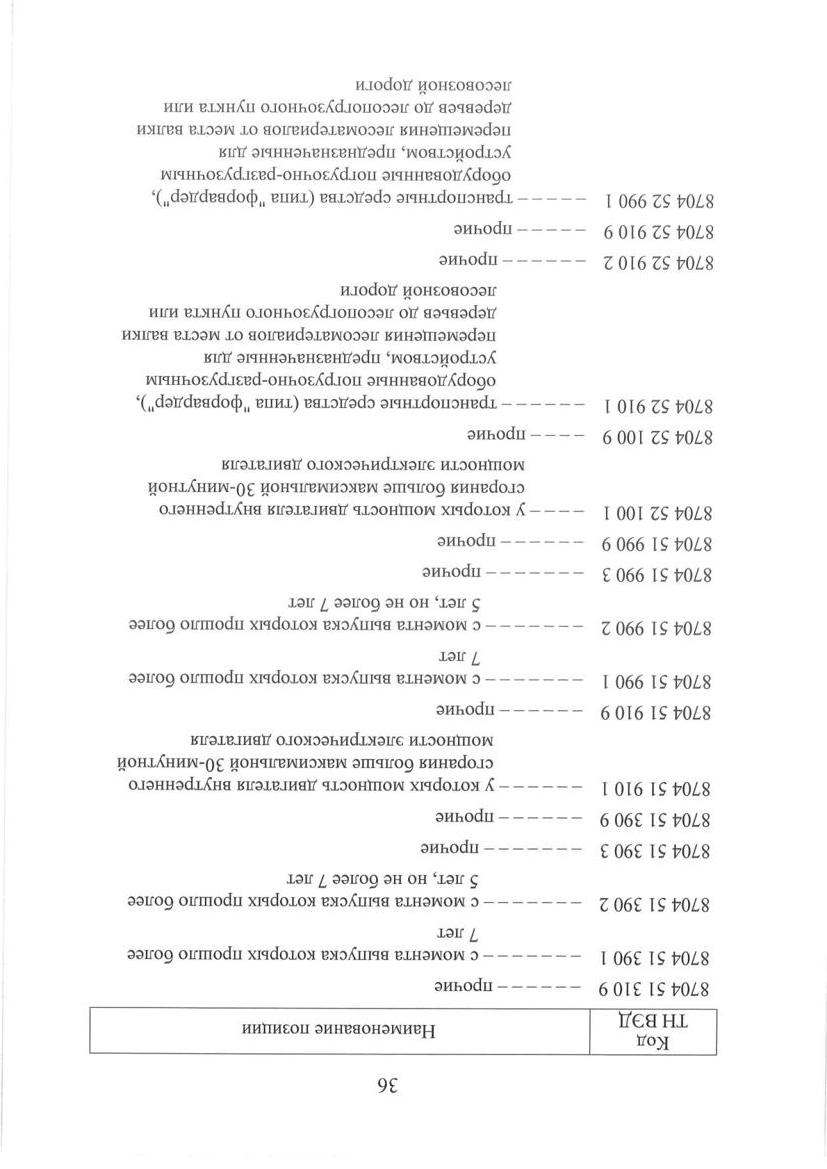 36
Код
ТН ВЭД
Наименование позиции
8704 51 310 9 – – – – – – прочие
8704 51 390 1 – – – – – – – с момента выпуска которых прошло более
7 лет
8704 51 390 2 – – – – – – – с момента выпуска которых прошло более
5 лет, но не более 7 лет
8704 51 390 3 – – – – – – – прочие
8704 51 390 9 – – – – – – прочие
8704 51 910 1 – – – – – – у которых мощность двигателя внутреннего
сгорания больше максимальной 30-минутной
мощности электрического двигателя
8704 51 910 9 – – – – – – прочие
8704 51 990 1 – – – – – – – с момента выпуска которых прошло более
7 лет
8704 51 990 2 – – – – – – – с момента выпуска которых прошло более
5 лет, но не более 7 лет
8704 51 990 3 – – – – – – – прочие
8704 51 990 9 – – – – – – прочие
8704 52 100 1 – – – – у которых мощность двигателя внутреннего
сгорания больше максимальной 30-минутной
мощности электрического двигателя
8704 52 100 9 – – – – прочие
8704 52 910 1 – – – – – – транспортные средства (типа "форвардер"),
оборудованные погрузочно-разгрузочным
устройством, предназначенные для
перемещения лесоматериалов от места валки
деревьев до лесопогрузочного пункта или
лесовозной дороги
8704 52 910 2 – – – – – – прочие
8704 52 910 9 – – – – – прочие
8704 52 990 1 – – – – – транспортные средства (типа "форвардер"),
оборудованные погрузочно-разгрузочным
устройством, предназначенные для
перемещения лесоматериалов от места валки
деревьев до лесопогрузочного пункта или
лесовозной дороги